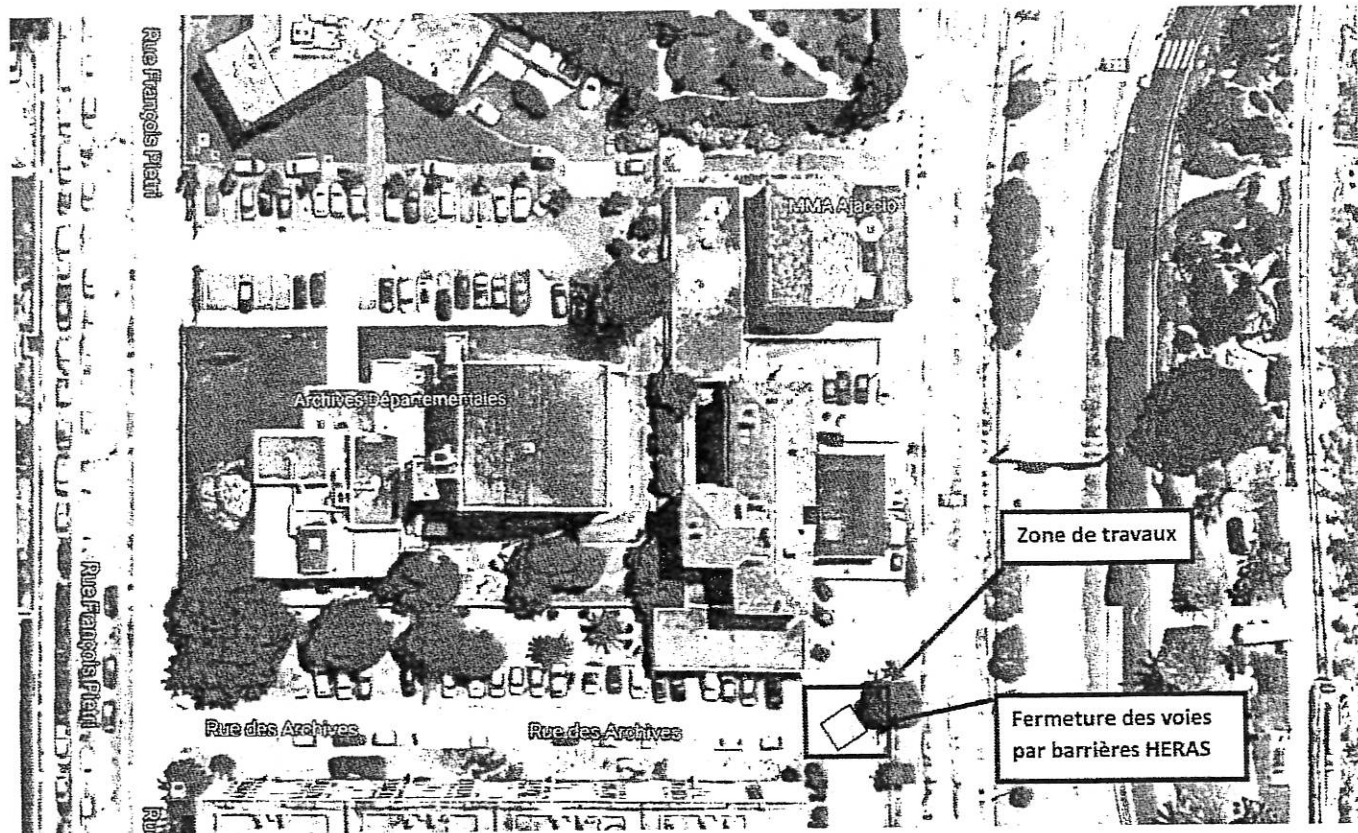 Rue François Pietri
MMA Ajaccio
Archives Départementales
Zone de travaux
Rue François Pietri
Fermeture des voies
par barrières HERAS
Rue des Archives
Rue des Archives
Ru